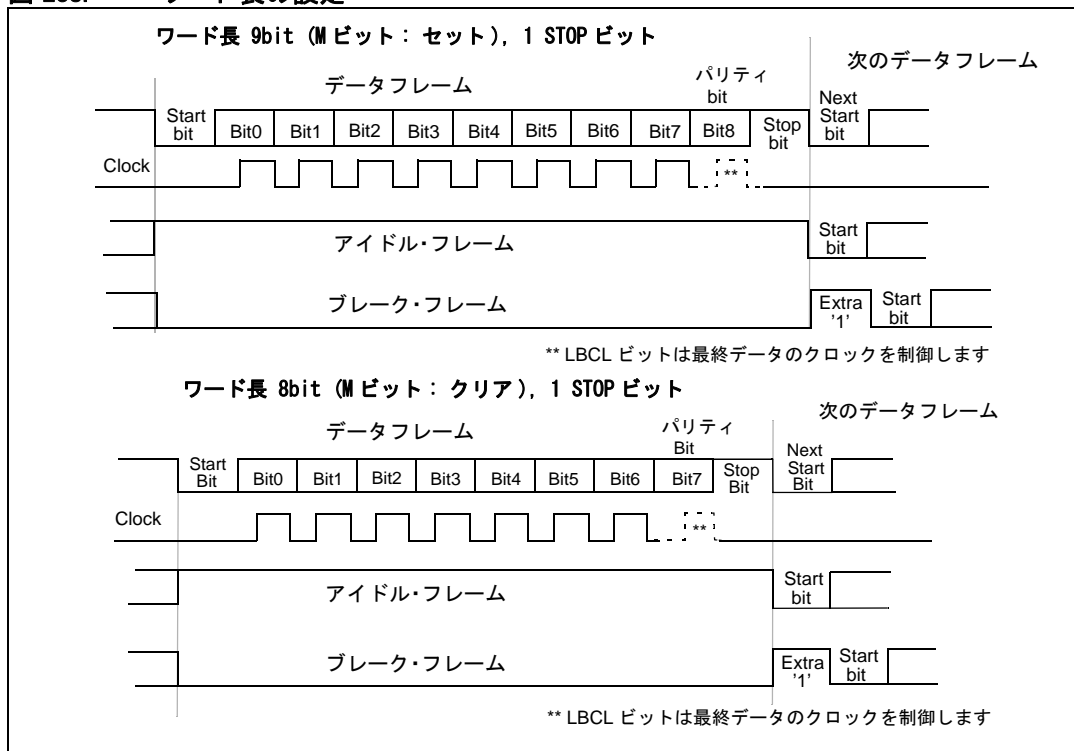 ワード長 9bit (M ビット： セット), 1 STOP ビット
次のデータフレーム
データフレーム
パリティ
bit
Start
bit
Bit0 Bit1 Bit2 Bit3 Bit4 Bit5 Bit6 Bit7 Bit8
Stop
bit
Next
Start
bit
Clock
**
アイドル・フレーム
Start
bit
ブレーク・フレーム
Extra
'1'
Start
bit
** LBCL ビットは最終データのクロックを制御します
ワード長 8bit (M ビット： クリア), 1 STOP ビット
次のデータフレーム
データフレーム
パリティ
Bit
Start
Bit
Bit0 Bit1 Bit2 Bit3 Bit4 Bit5 Bit6 Bit7
Stop
Bit
Next
Start
Bit
Clock
**
アイドル・フレーム
Start
bit
ブレーク・フレーム
Extra
'1'
Start
bit
** LBCL ビットは最終データのクロックを制御します